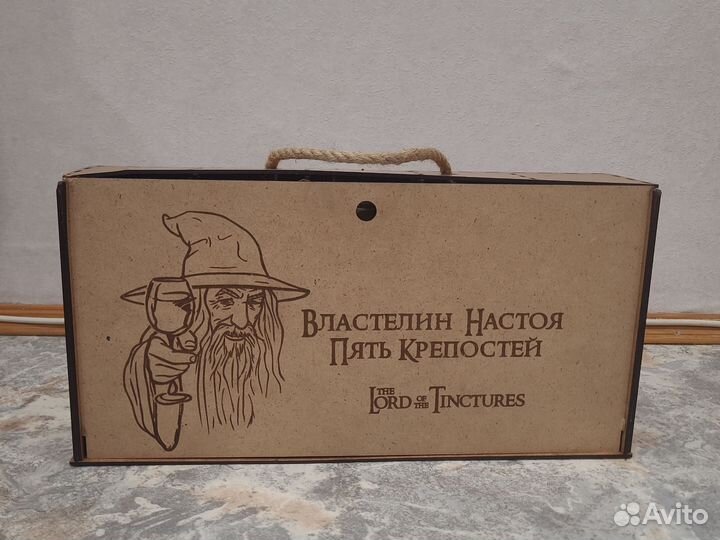 Властелин Настоя
Пять Крепостей
The Lord of the Tinctures
Avito